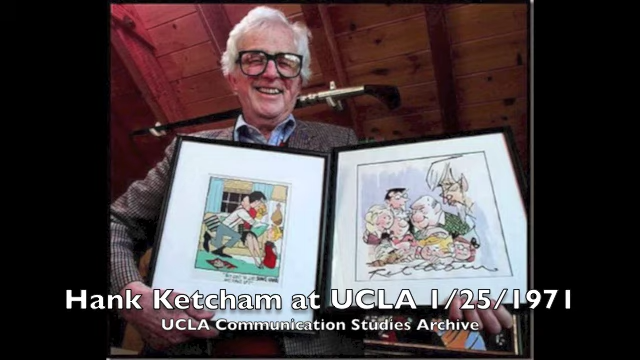 Ketcham
Hank Ketcham at UCLA 1/25/1971
UCLA Communication Studies Archive